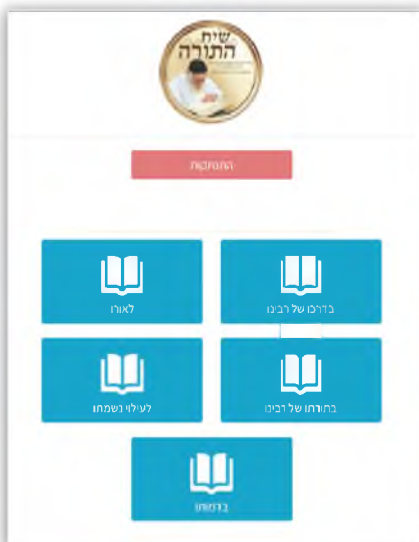 שיח
התורה
התנתקות
בדרכו של רבינו
לאורו
בתורתו של רבינו
לעילוי נשמתו
בדמותו